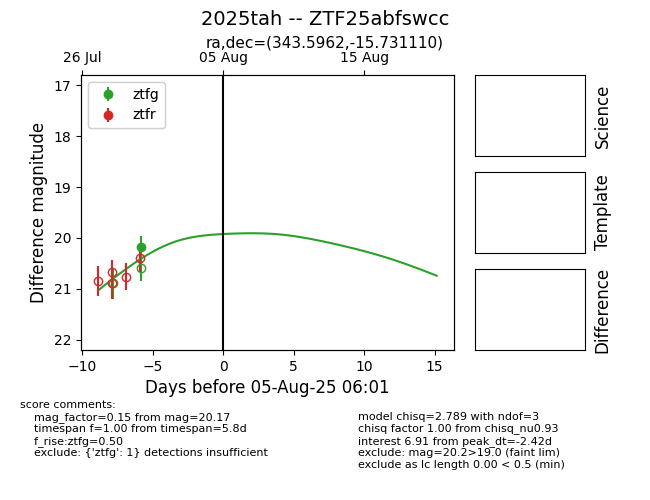 2025tah -- ZTF25abfswcc
ra,dec=(343.5962,-15.731110)
26 Jul
05 Aug
15 Aug
17
18
19
20
21
22
Difference magnitude
ztfg
ztfr
−10
−5
0
5
10
15
Days before 05-Aug-25 06:01
Science
Template
Difference
score comments:
mag_factor=0.15 from mag=20.17
timespan f=1.00 from timespan=5.8d
f_rise:ztfg=0.50
exclude: {'ztfg': 1} detections insufficient
model chisq=2.789 with ndof=3
chisq factor 1.00 from chisq_nu0.93
interest 6.91 from peak_dt=-2.42d
exclude: mag=20.2>19.0 (faint lim)
exclude as lc length 0.00 < 0.5 (min)